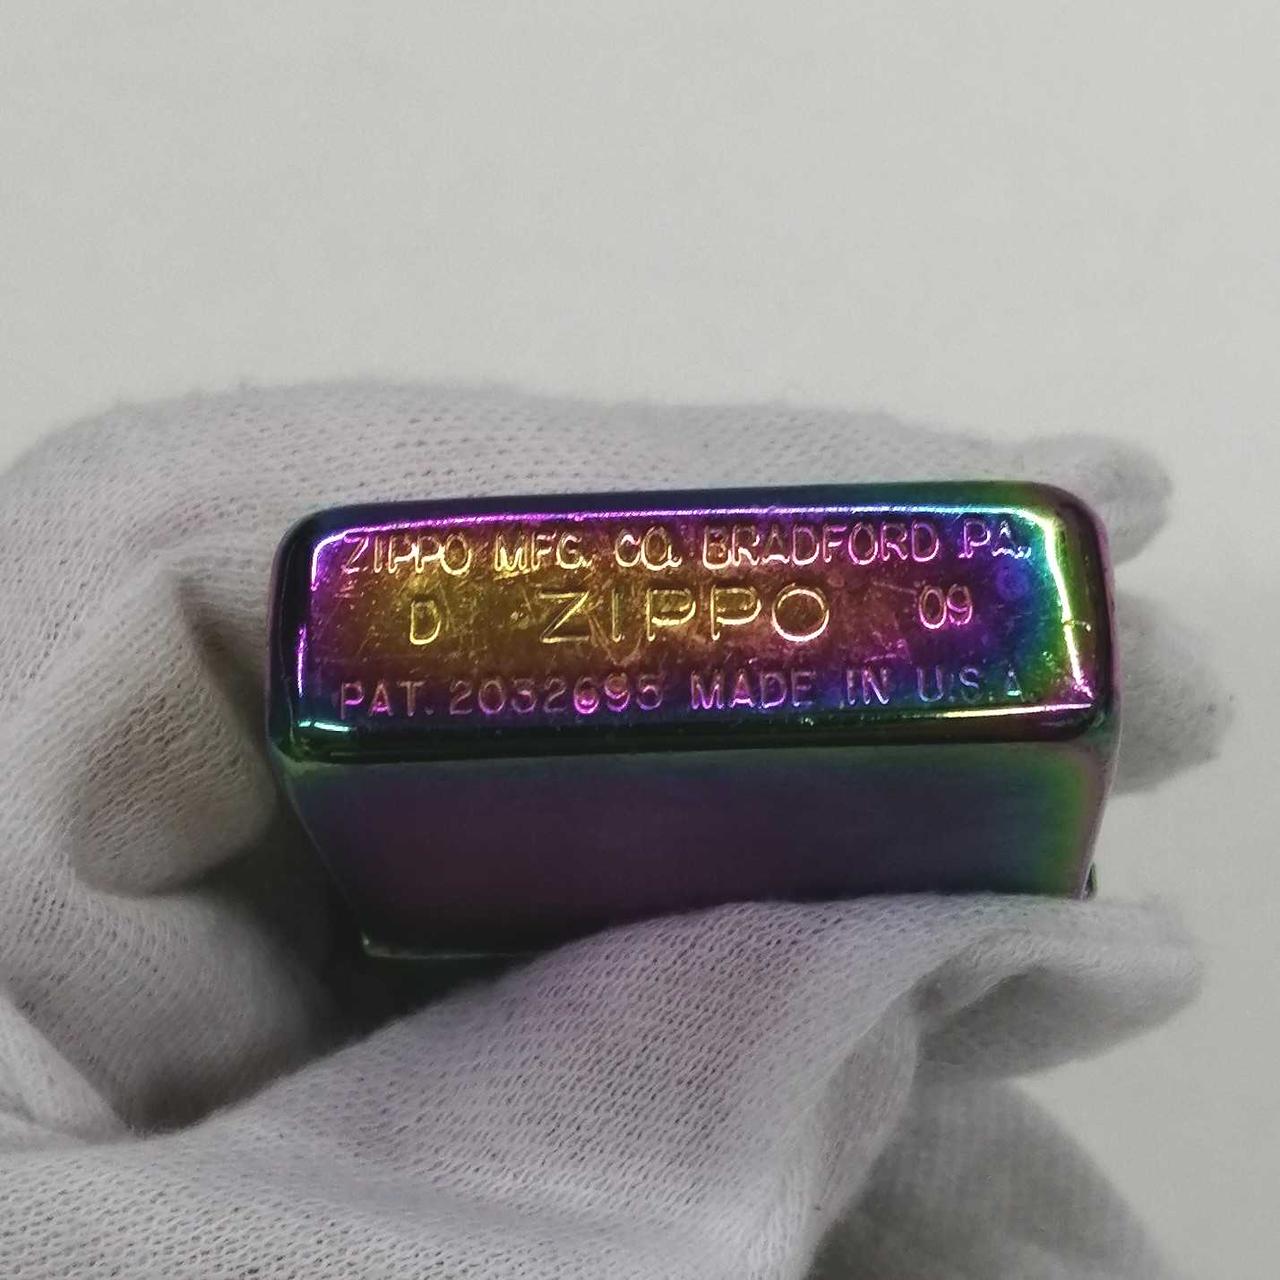 ZIPPO MFG. CO. BRADFORD PA.
D ZIPPO 09
PAT. 2032695 MADE IN U.S.A.